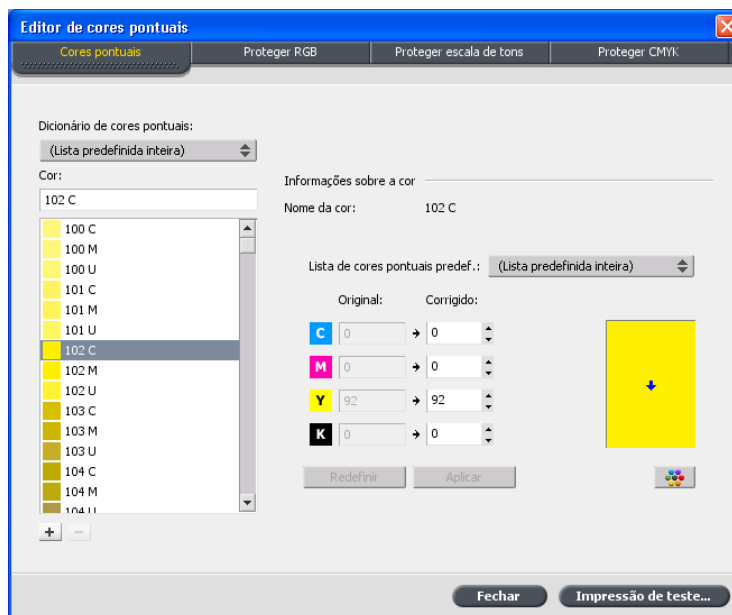 Editor de cores pontuais
Cores pontuais
Proteger RGB
Proteger escala de tons
Proteger CMYK
Dicionário de cores pontuais:
(Lista predefinida inteira)
Cor:
102 C
100 C
100 M
100 U
101 C
101 M
101 U
102 C
102 M
102 U
103 C
103 M
103 U
104 C
104 M
104 U
Informações sobre a cor
Nome da cor: 102 C
Lista de cores pontuais predef.: (Lista predefinida inteira)
Original: Corrigido:
C 0 0
M 0 0
Y 92 92
K 0 0
Redefinir
Aplicar
Fechar
Impressão de teste...